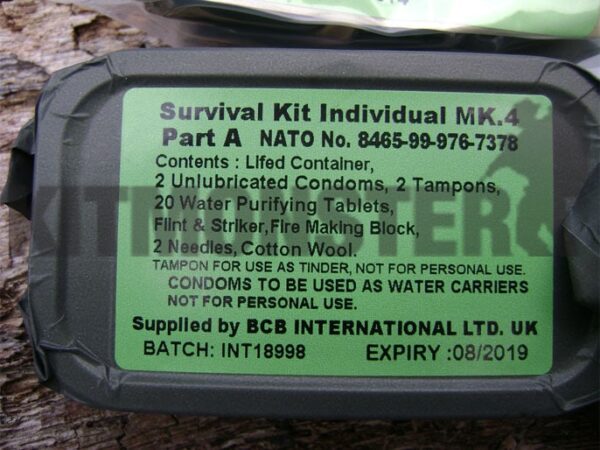 14
Survival Kit Individual MK.4
Part A NATO No. 8465-99-976-7378
Contents : Lifed Container,
2 Unlubricated Condoms, 2 Tampons,
20 Water Purifying Tablets,
Flint & Striker, Fire Making Block,
2 Needles, Cotton Wool.
TAMPON FOR USE AS TINDER, NOT FOR PERSONAL USE.
CONDOMS TO BE USED AS WATER CARRIERS
NOT FOR PERSONAL USE.
Supplied by BCB INTERNATIONAL LTD. UK
BATCH: INT18998 EXPIRY :08/2019
KITMONSTER